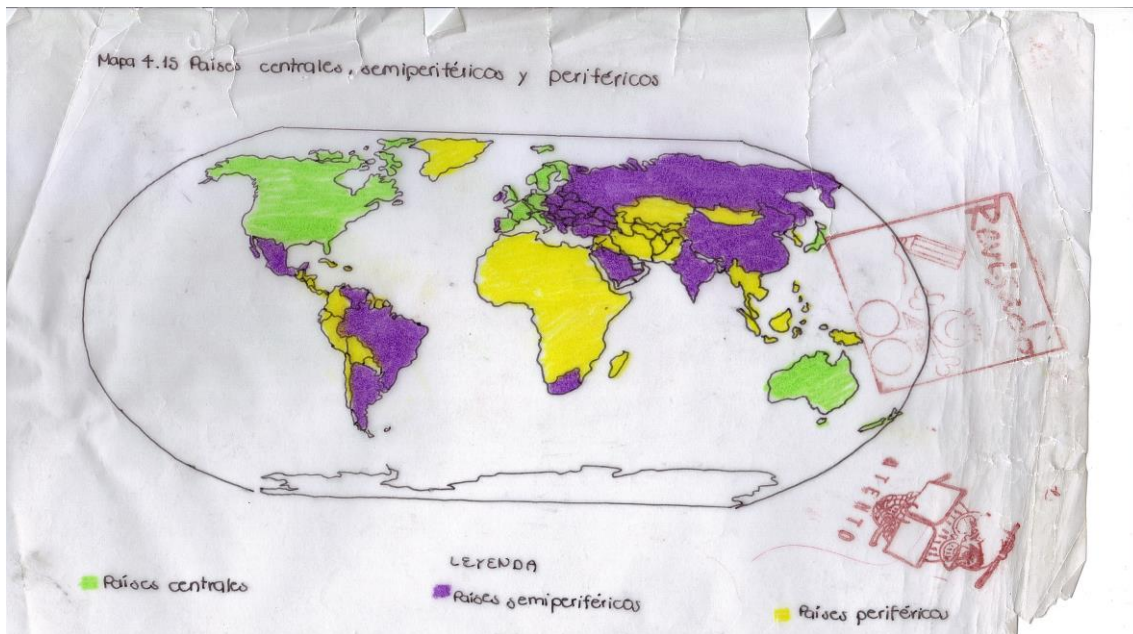 Mapa 4.15 Países centrales, semiperiféricos y periféricos
Revisado
ATENTO
LEYENDA
Países centrales
Países semiperiféricos
Países periféricos